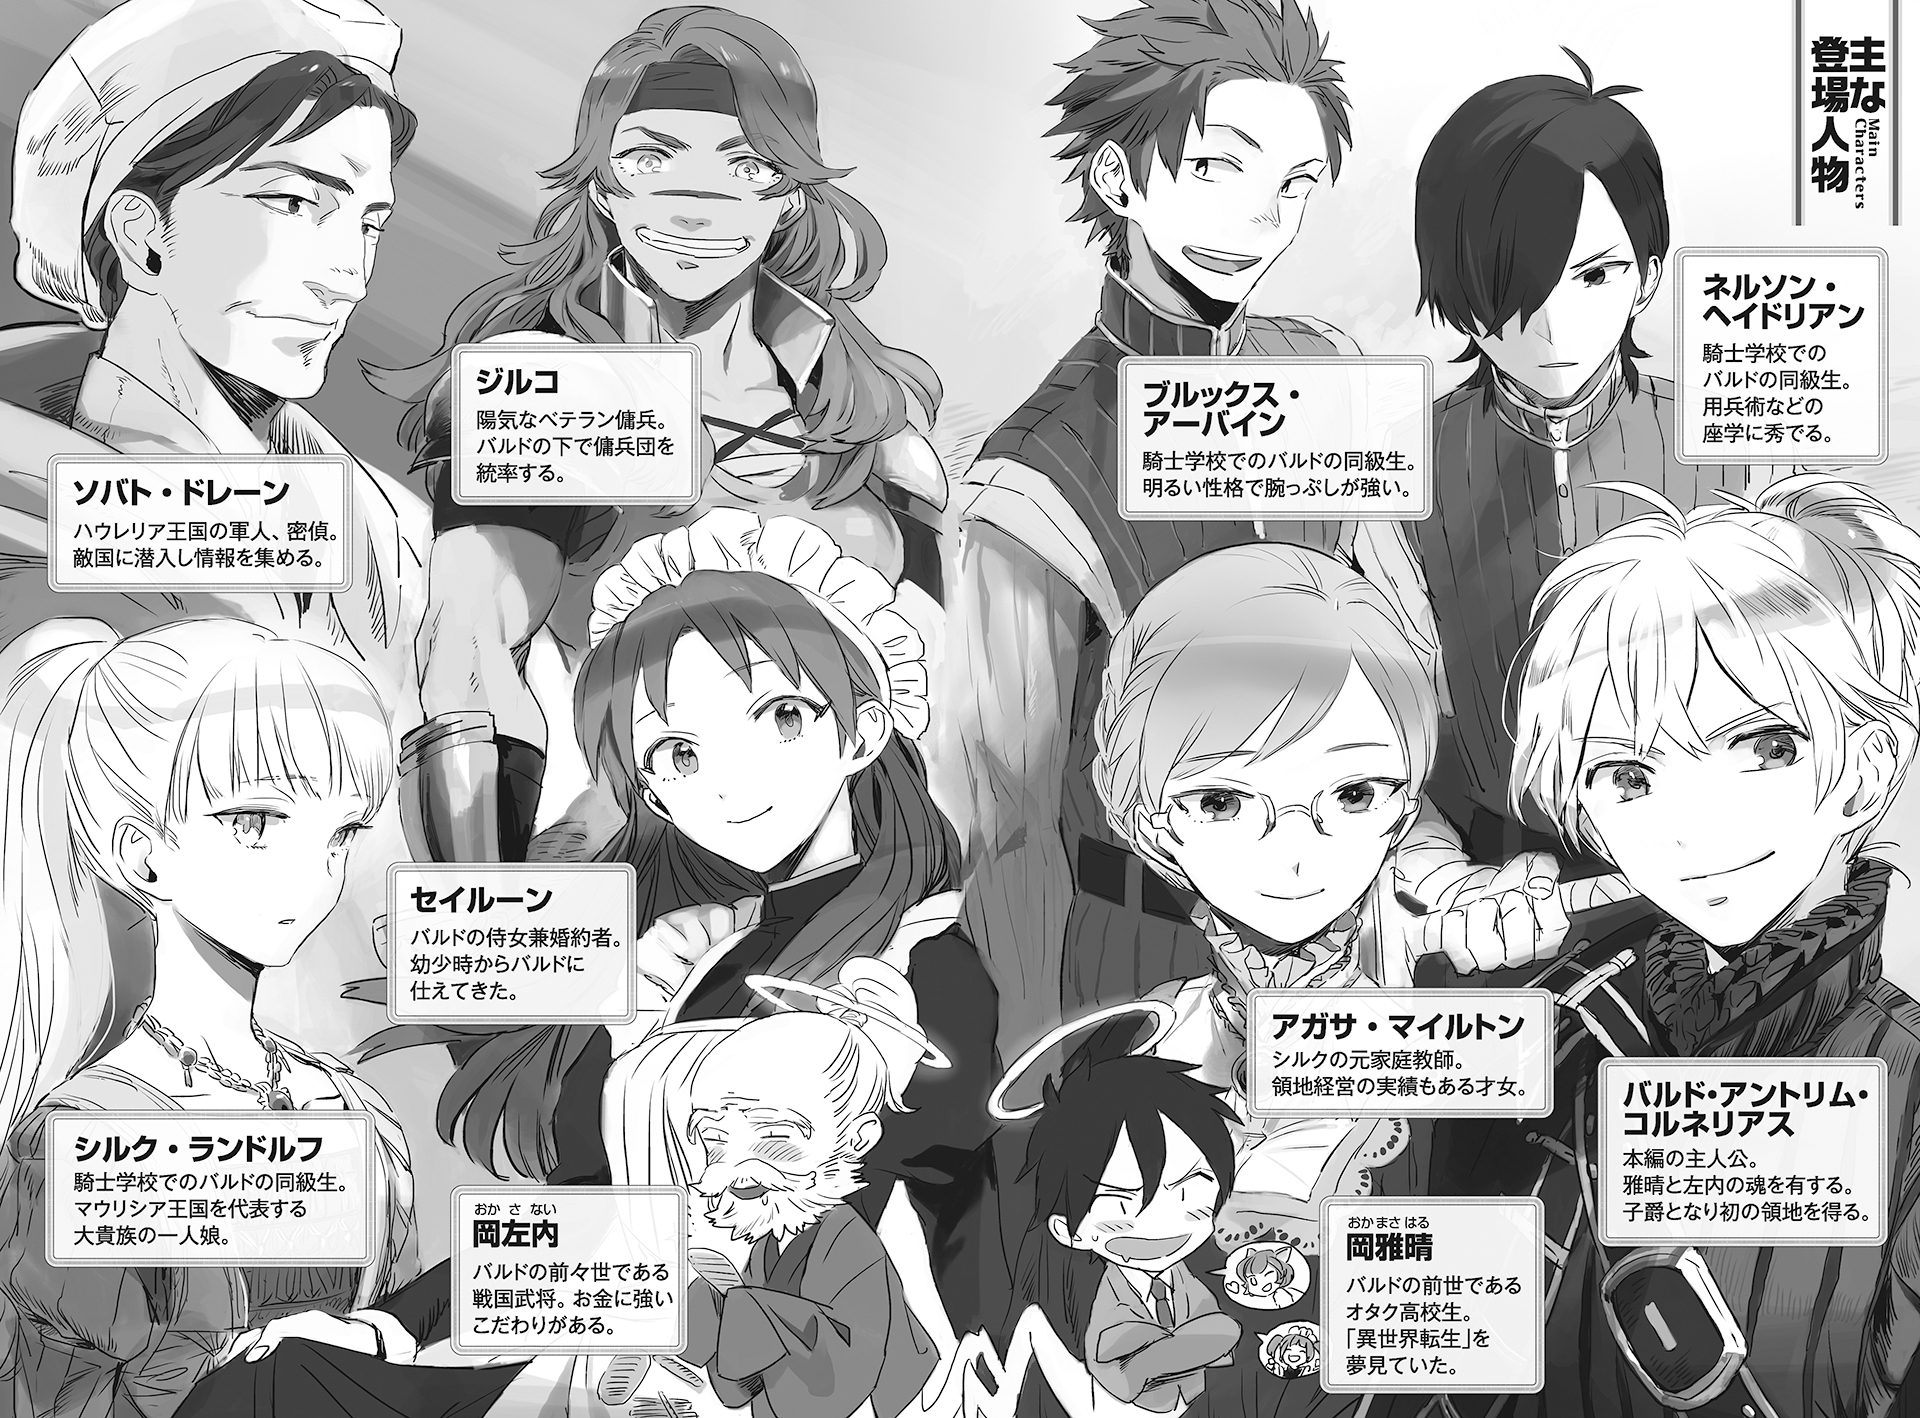 主な
登場人物
Main
Characters
ネルソン・
ヘイドリアン
騎士学校での
バルドの同級生。
用兵術などの
座学に秀でる。
ブルックス・
アーバイン
騎士学校でのバルドの同級生。
明るい性格で腕っぷしが強い。
ジルコ
陽気なベテラン傭兵。
バルドの下で傭兵団を
統率する。
ソバト・ドレーン
ハウレリア王国の軍人、密偵。
敵国に潜入し情報を集める。
バルド・アントリム・
コルネリアス
本編の主人公。
雅晴と左内の魂を有する。
子爵となり初の領地を得る。
アガサ・マイルトン
シルクの元家庭教師。
領地経営の実績もある才女。
セイルーン
バルドの侍女兼婚約者。
幼少時からバルドに
仕えてきた。
シルク・ランドルフ
騎士学校でのバルドの同級生。
マウリシア王国を代表する
大貴族の一人娘。
おか まさ はる
岡雅晴
バルドの前世である
オタク高校生。
「異世界転生」を
夢見ていた。
おか さ ない
岡左内
バルドの前々世である
戦国武将。お金に強い
こだわりがある。